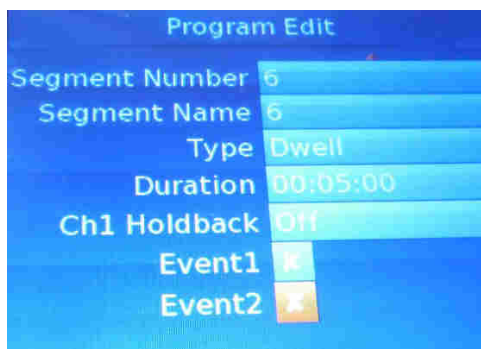 Program Edit
Segment Number 6
Segment Name 6
Type Dwell
Duration 00:05:00
Ch1 Holdback Off
Event1
Event2